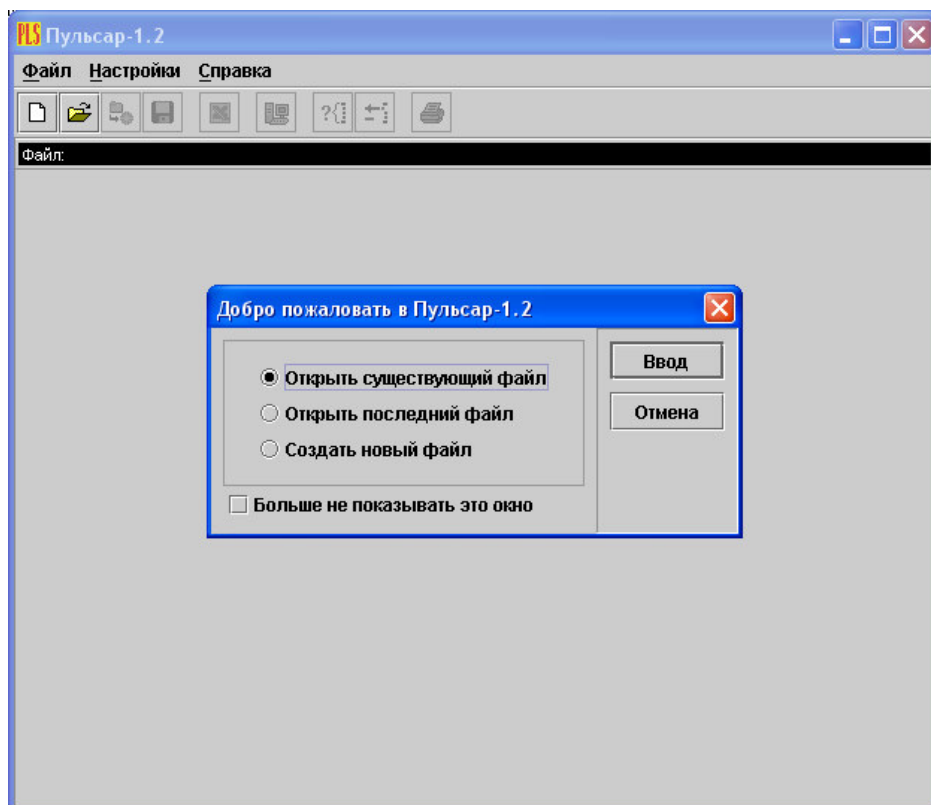 PLS Пульсар-1.2
Файл Настройки Справка
?{
Файл:
Добро пожаловать в Пульсар-1.2
Открыть существующий файл
Открыть последний файл
Создать новый файл
Больше не показывать это окно
Ввод
Отмена